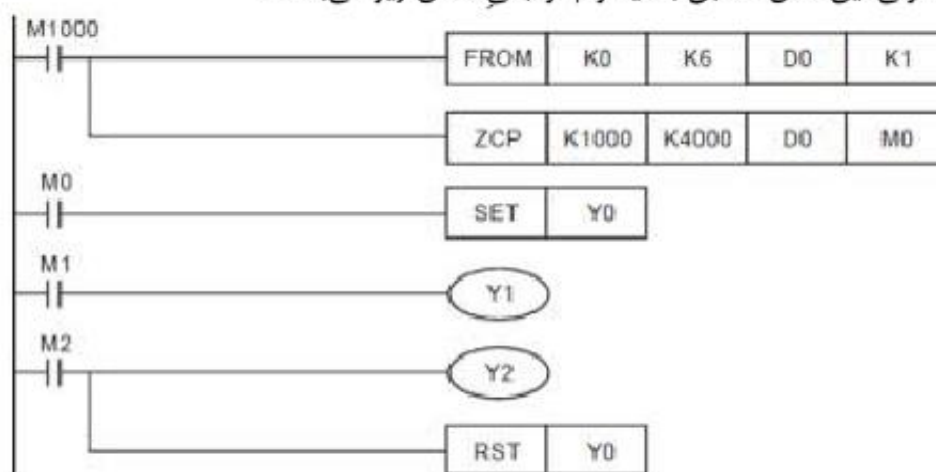 M1000
FROM K0 K6 D0 K1
ZCP K1000 K4000 D0 M0
M0
SET Y0
M1
Y1
M2
Y2
RST Y0